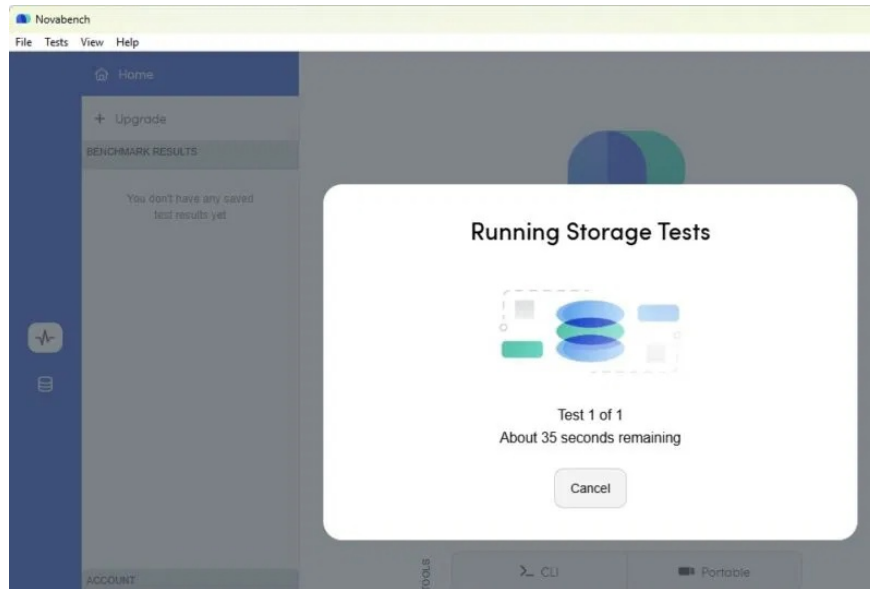 Novabench
File Tests View Help
Home
+ Upgrade
BENCHMARK RESULTS
You don't have any saved
test results yet
Running Storage Tests
Test 1 of 1
About 35 seconds remaining
Cancel
TOOLS
CLI
Portable
ACCOUNT